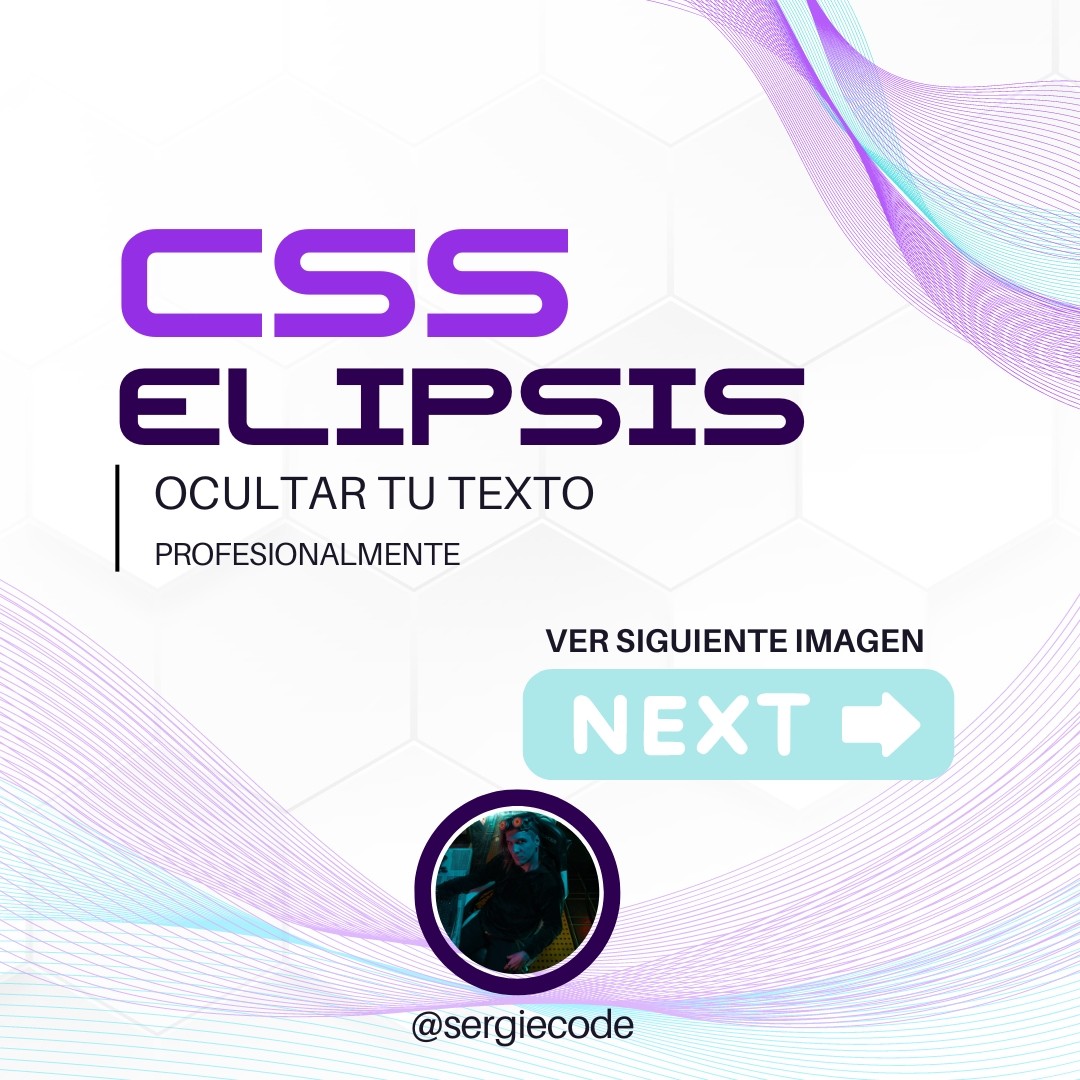 CSS
ELIPSIS
OCULTAR TU TEXTO
PROFESIONALMENTE
VER SIGUIENTE IMAGEN
NEXT
@sergiecode